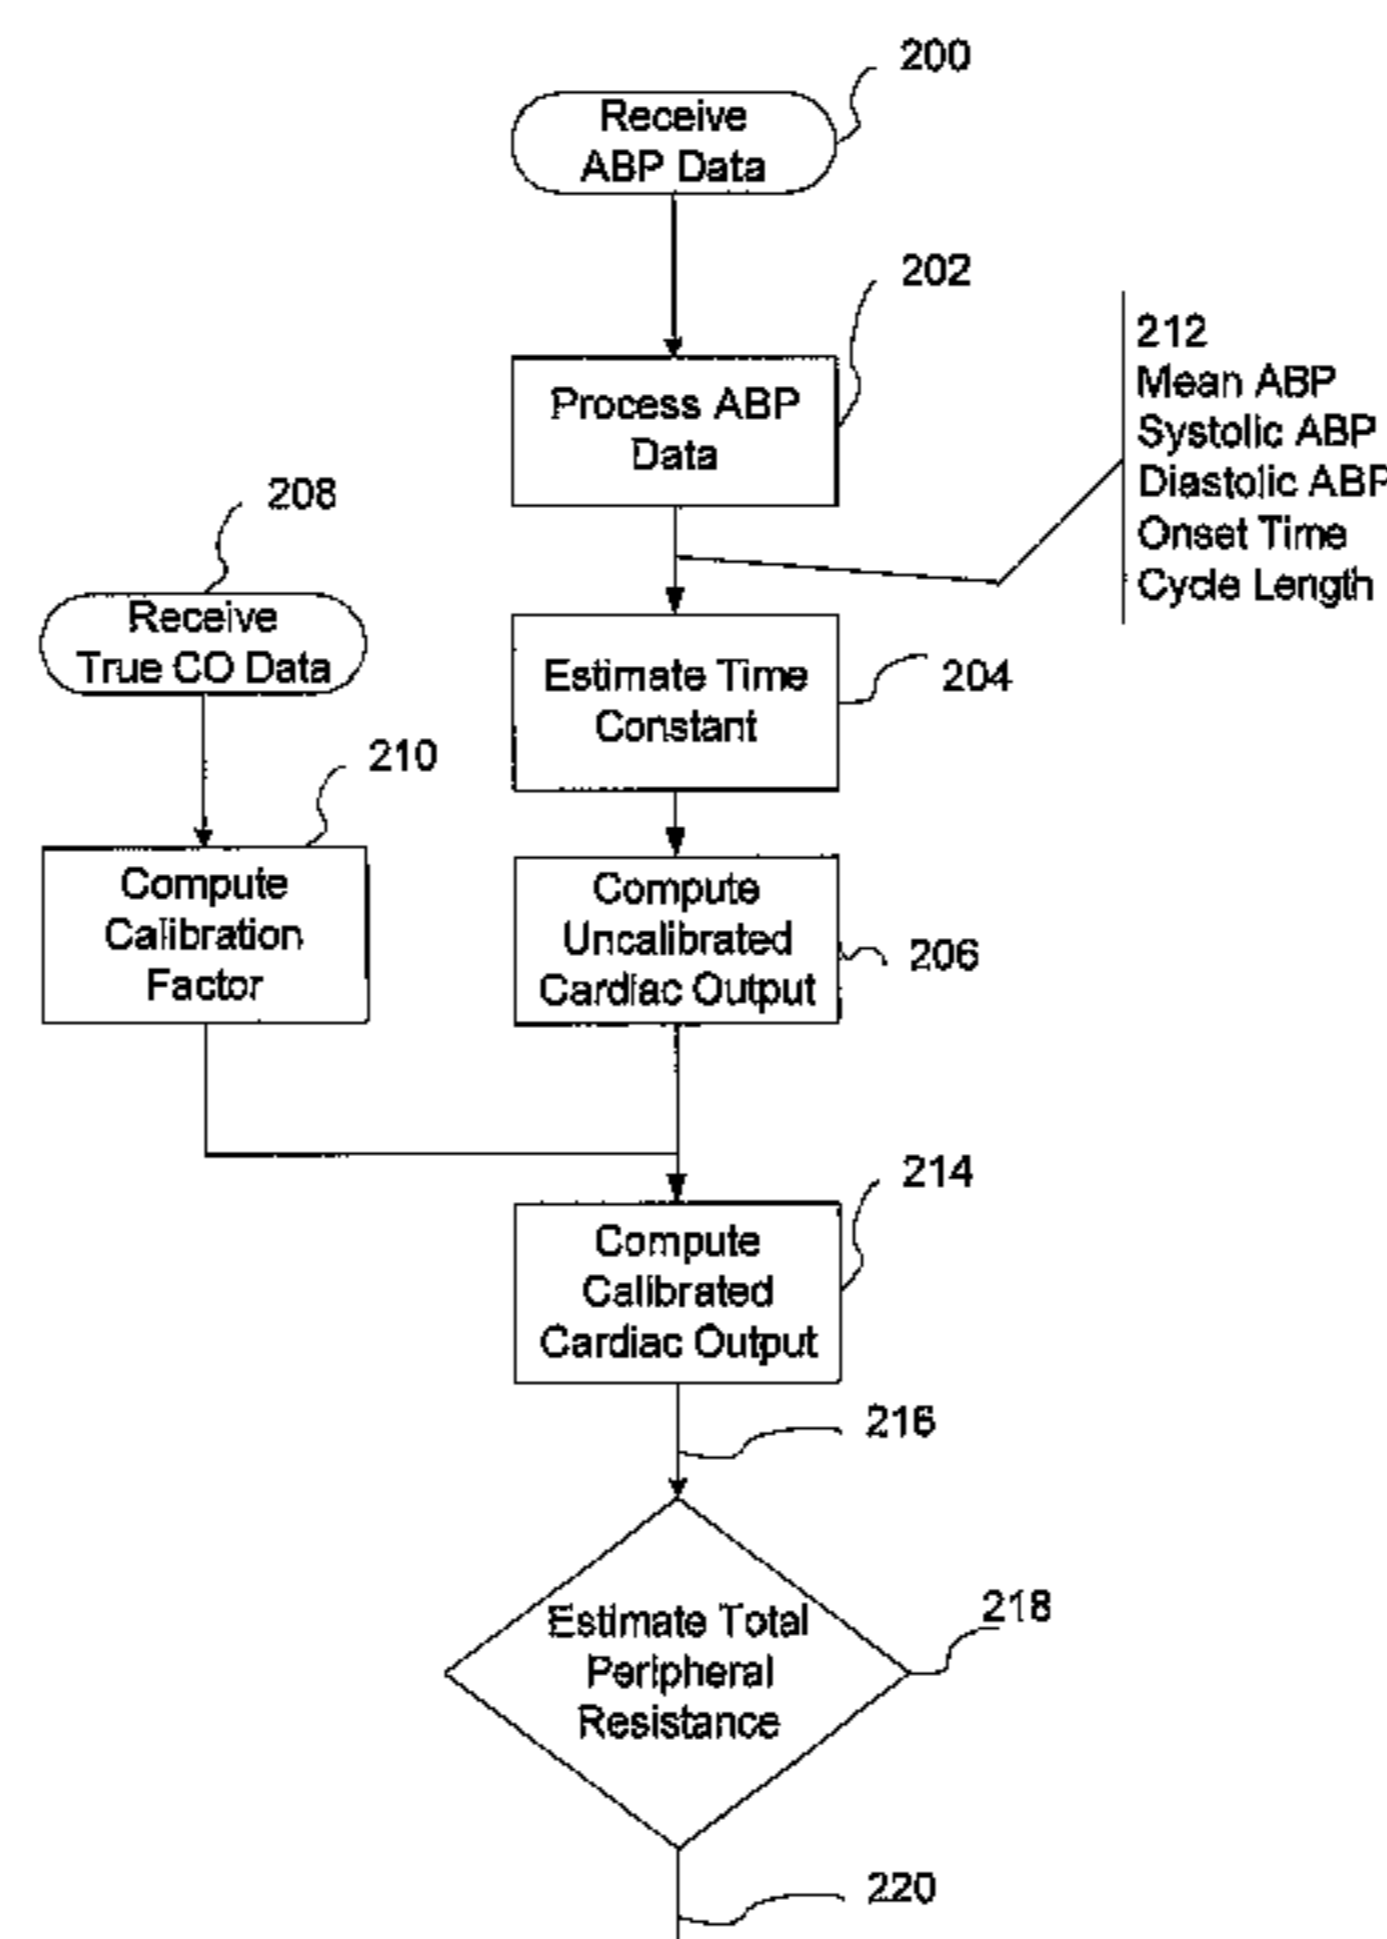 200
Receive
ABP Data
202
Process ABP
Data
212
Mean ABP
Systolic ABP
Diastolic ABP
Onset Time
Cycle Length
208
Receive
True CO Data
204
Estimate Time
Constant
210
Compute
Calibration
Factor
206
Compute
Uncalibrated
Cardiac Output
214
Compute
Calibrated
Cardiac Output
216
218
Estimate Total
Peripheral
Resistance
220